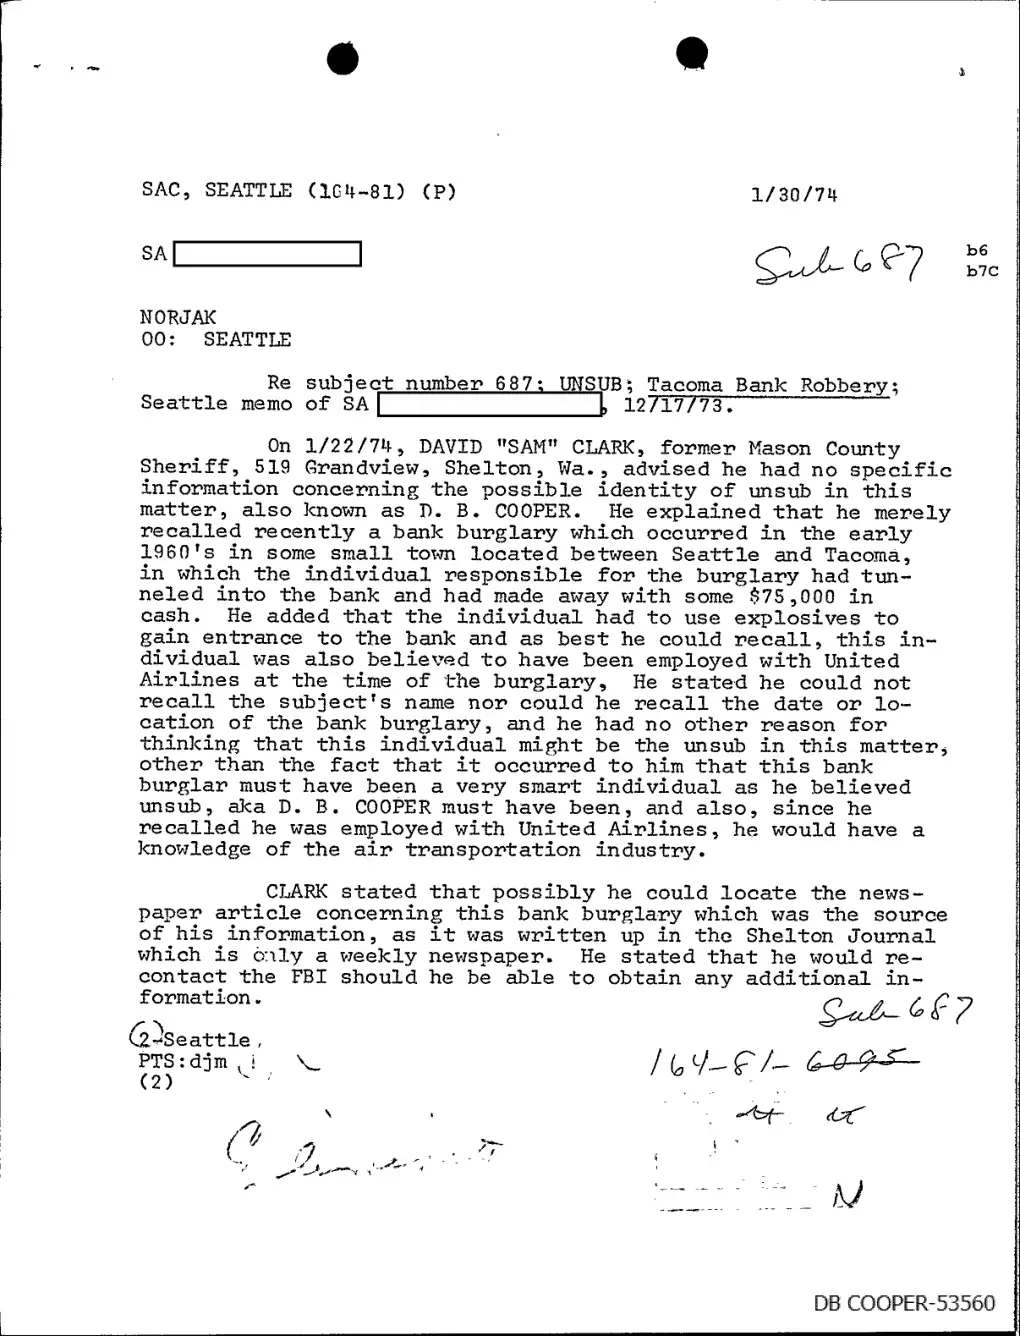 SAC, SEATTLE (164-81) (P)
1/30/74
SA
Sub 687
b6
b7C
NORJAK
OO: SEATTLE
Re subject number 687; UNSUB; Tacoma Bank Robbery;
Seattle memo of SA , 12/17/73.
On 1/22/74, DAVID "SAM" CLARK, former Mason County
Sheriff, 519 Grandview, Shelton, Wa., advised he had no specific
information concerning the possible identity of unsub in this
matter, also known as D. B. COOPER. He explained that he merely
recalled recently a bank burglary which occurred in the early
1960's in some small town located between Seattle and Tacoma,
in which the individual responsible for the burglary had tun-
neled into the bank and had made away with some $75,000 in
cash. He added that the individual had to use explosives to
gain entrance to the bank and as best he could recall, this in-
dividual was also believed to have been employed with United
Airlines at the time of the burglary, He stated he could not
recall the subject's name nor could he recall the date or lo-
cation of the bank burglary, and he had no other reason for
thinking that this individual might be the unsub in this matter,
other than the fact that it occurred to him that this bank
burglar must have been a very smart individual as he believed
unsub, aka D. B. COOPER must have been, and also, since he
recalled he was employed with United Airlines, he would have a
knowledge of the air transportation industry.
CLARK stated that possibly he could locate the news-
paper article concerning this bank burglary which was the source
of his information, as it was written up in the Shelton Journal
which is only a weekly newspaper. He stated that he would re-
contact the FBI should he be able to obtain any additional in-
formation.
Sub 687
2-Seattle
PTS:djm
(2)
164-81-6095
N
DB COOPER-53560